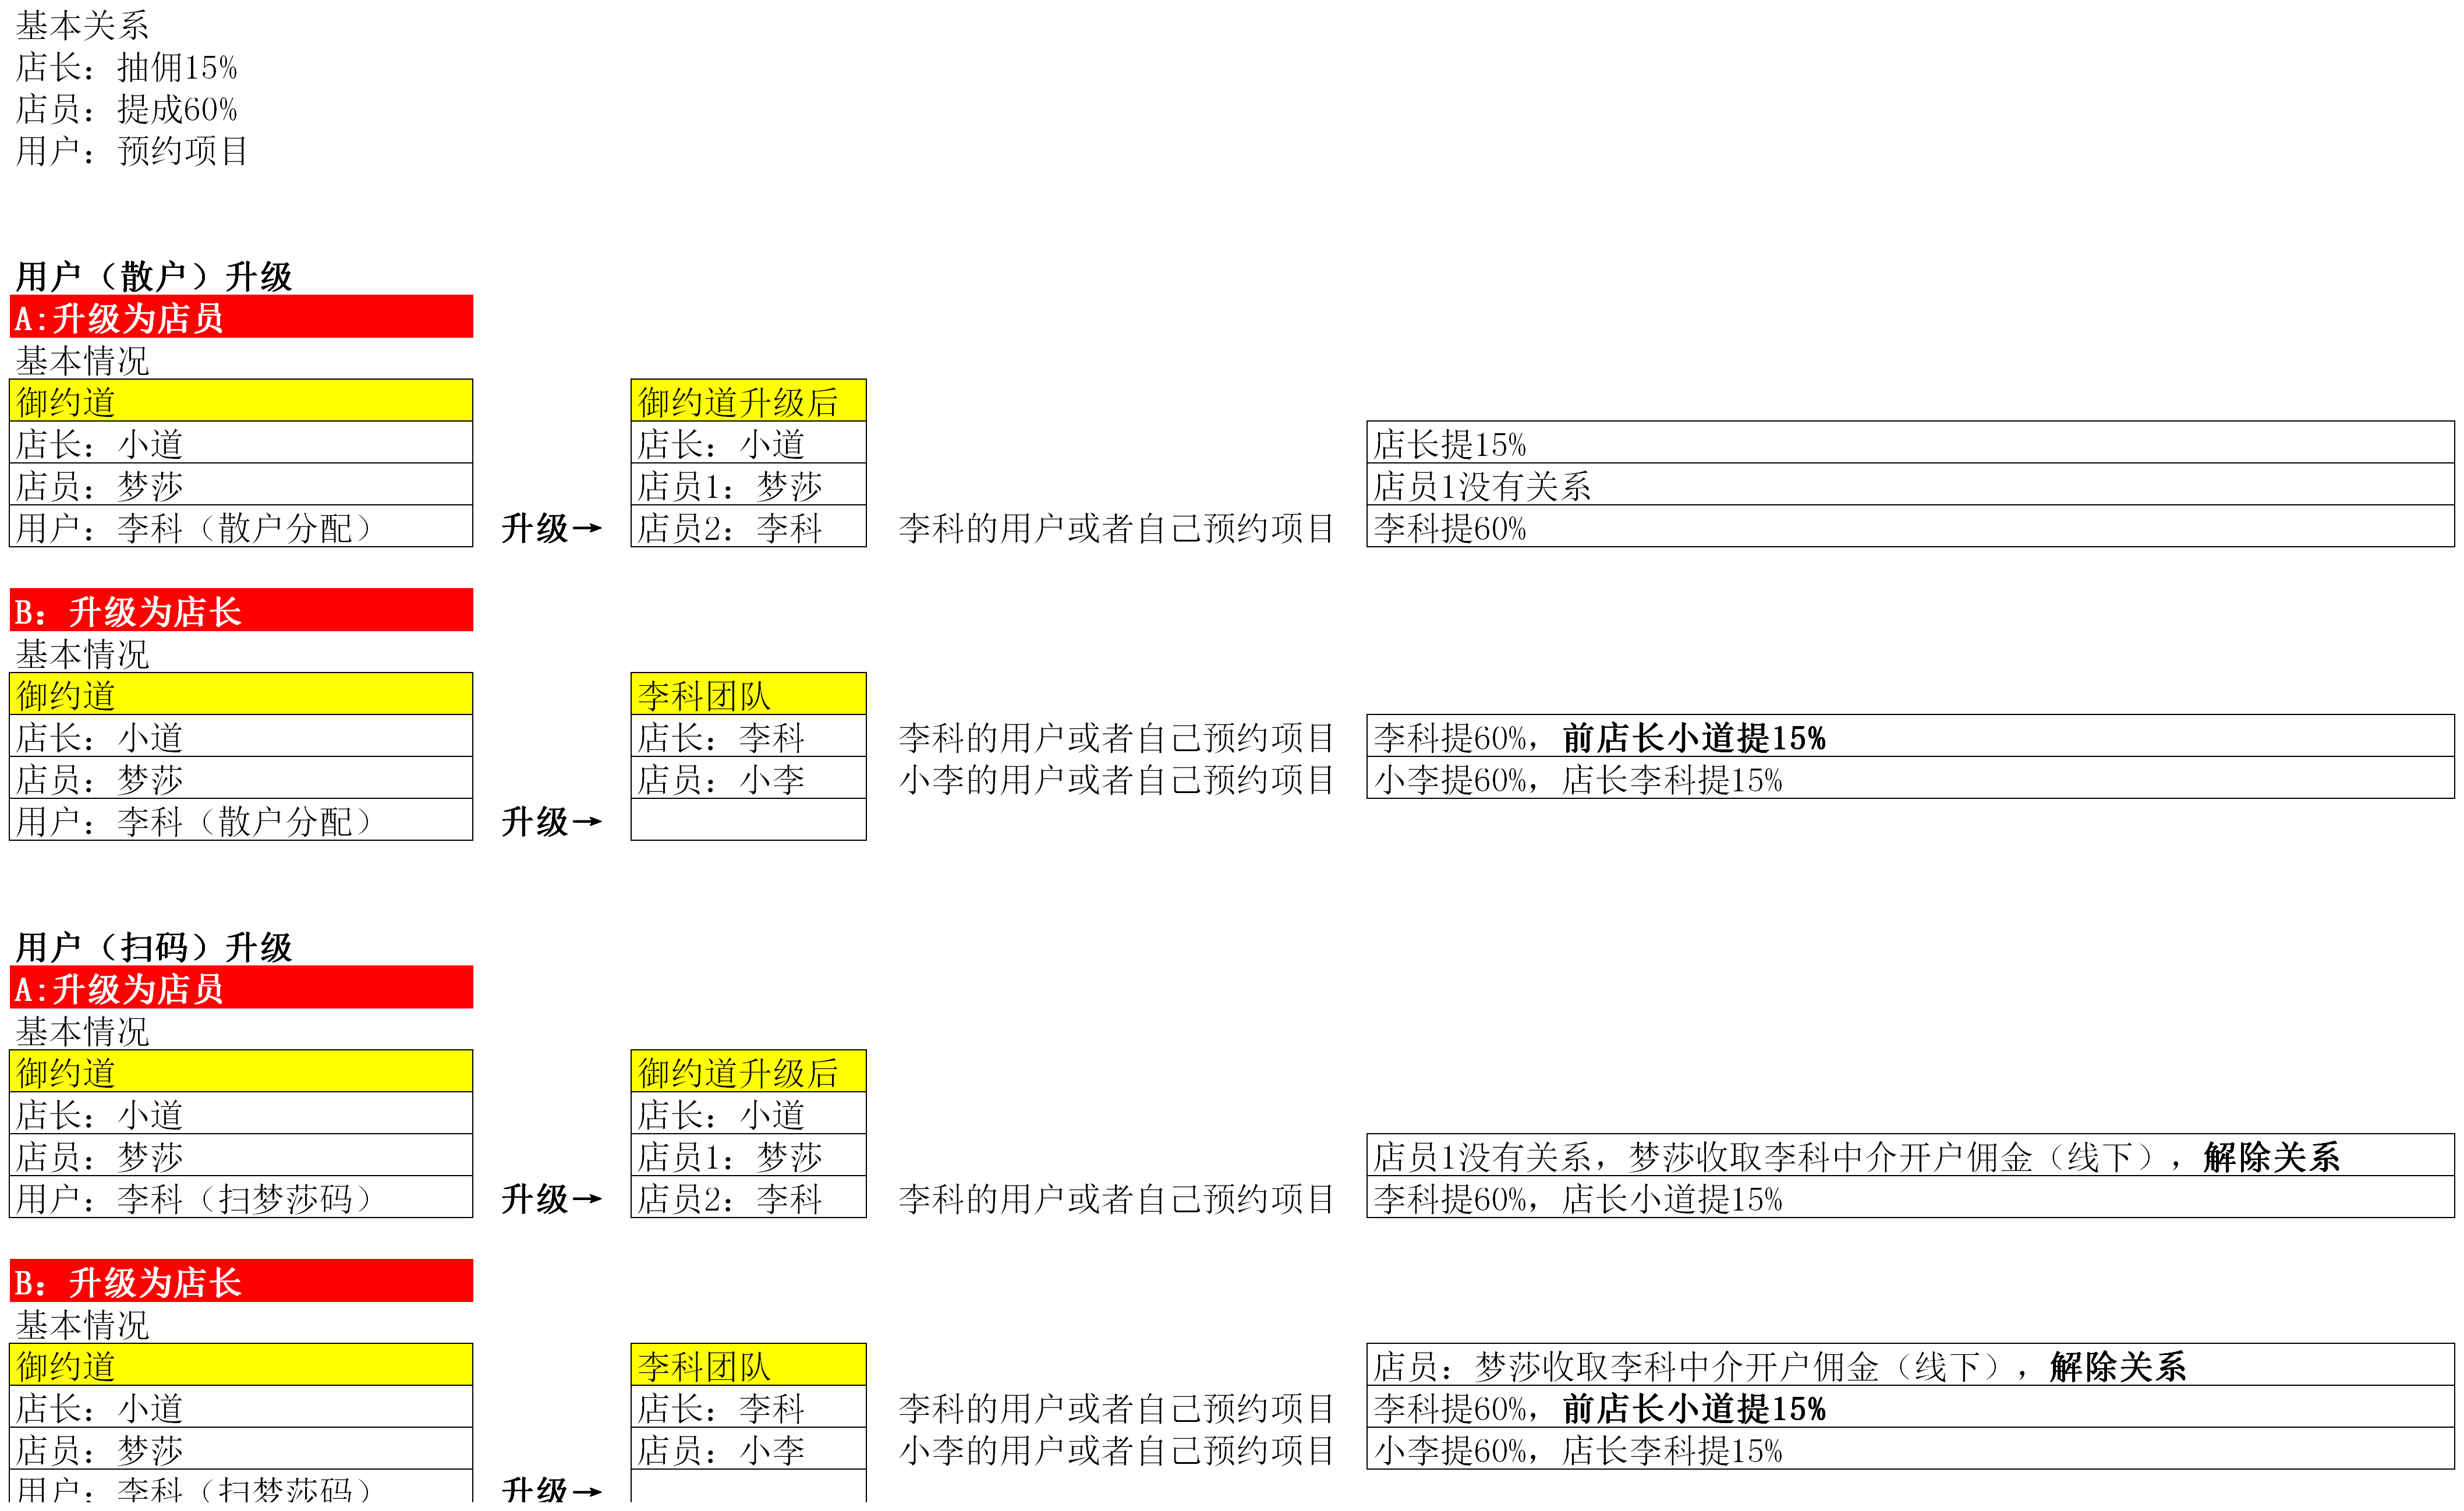 基本关系
店长：抽佣15%
店员：提成60%
用户：预约项目
用户（散户）升级
A:升级为店员
基本情况
御约道 御约道升级后
店长：小道 店长：小道 店长提15%
店员：梦莎 店员1：梦莎 店员1没有关系
用户：李科（散户分配） 升级→ 店员2：李科 李科的用户或者自己预约项目 李科提60%
B：升级为店长
基本情况
御约道 李科团队
店长：小道 店长：李科 李科的用户或者自己预约项目 李科提60%，前店长小道提15%
店员：梦莎 店员：小李 小李的用户或者自己预约项目 小李提60%，店长李科提15%
用户：李科（散户分配） 升级→
用户（扫码）升级
A:升级为店员
基本情况
御约道 御约道升级后
店长：小道 店长：小道
店员：梦莎 店员1：梦莎 店员1没有关系，梦莎收取李科中介开户佣金（线下），解除关系
用户：李科（扫梦莎码） 升级→ 店员2：李科 李科的用户或者自己预约项目 李科提60%，店长小道提15%
B：升级为店长
基本情况
御约道 李科团队 店员：梦莎收取李科中介开户佣金（线下），解除关系
店长：小道 店长：李科 李科的用户或者自己预约项目 李科提60%，前店长小道提15%
店员：梦莎 店员：小李 小李的用户或者自己预约项目 小李提60%，店长李科提15%
用户：李科（扫梦莎码） 升级→